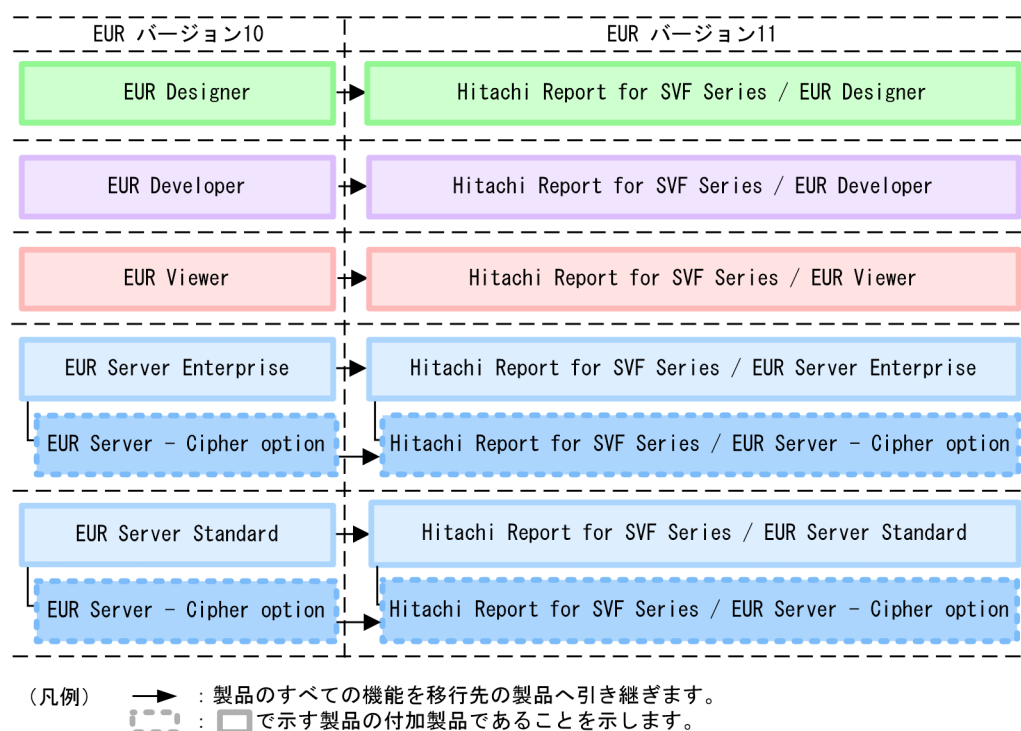 EUR バージョン10
EUR バージョン11
EUR Designer
Hitachi Report for SVF Series / EUR Designer
EUR Developer
Hitachi Report for SVF Series / EUR Developer
EUR Viewer
Hitachi Report for SVF Series / EUR Viewer
EUR Server Enterprise
Hitachi Report for SVF Series / EUR Server Enterprise
EUR Server − Cipher option
Hitachi Report for SVF Series / EUR Server − Cipher option
EUR Server Standard
Hitachi Report for SVF Series / EUR Server Standard
EUR Server − Cipher option
Hitachi Report for SVF Series / EUR Server − Cipher option
(凡例) : 製品のすべての機能を移行先の製品へ引き継ぎます。
: で示す製品の付加製品であることを示します。